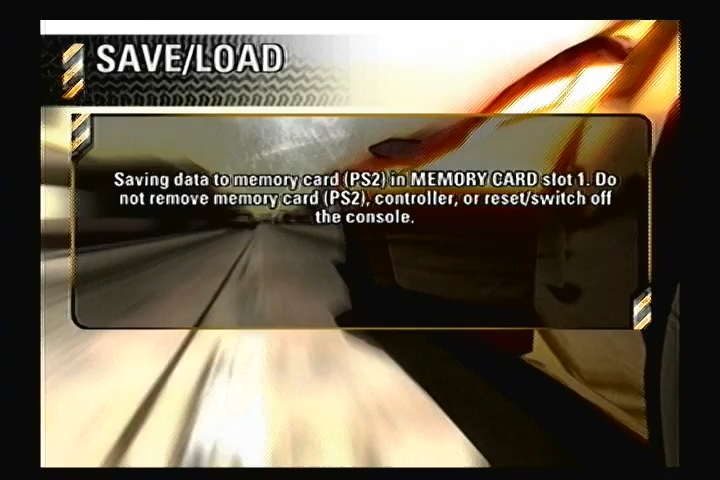 SAVE/LOAD
Saving data to memory card (PS2) in MEMORY CARD slot 1. Do
not remove memory card (PS2), controller, or reset/switch off
the console.